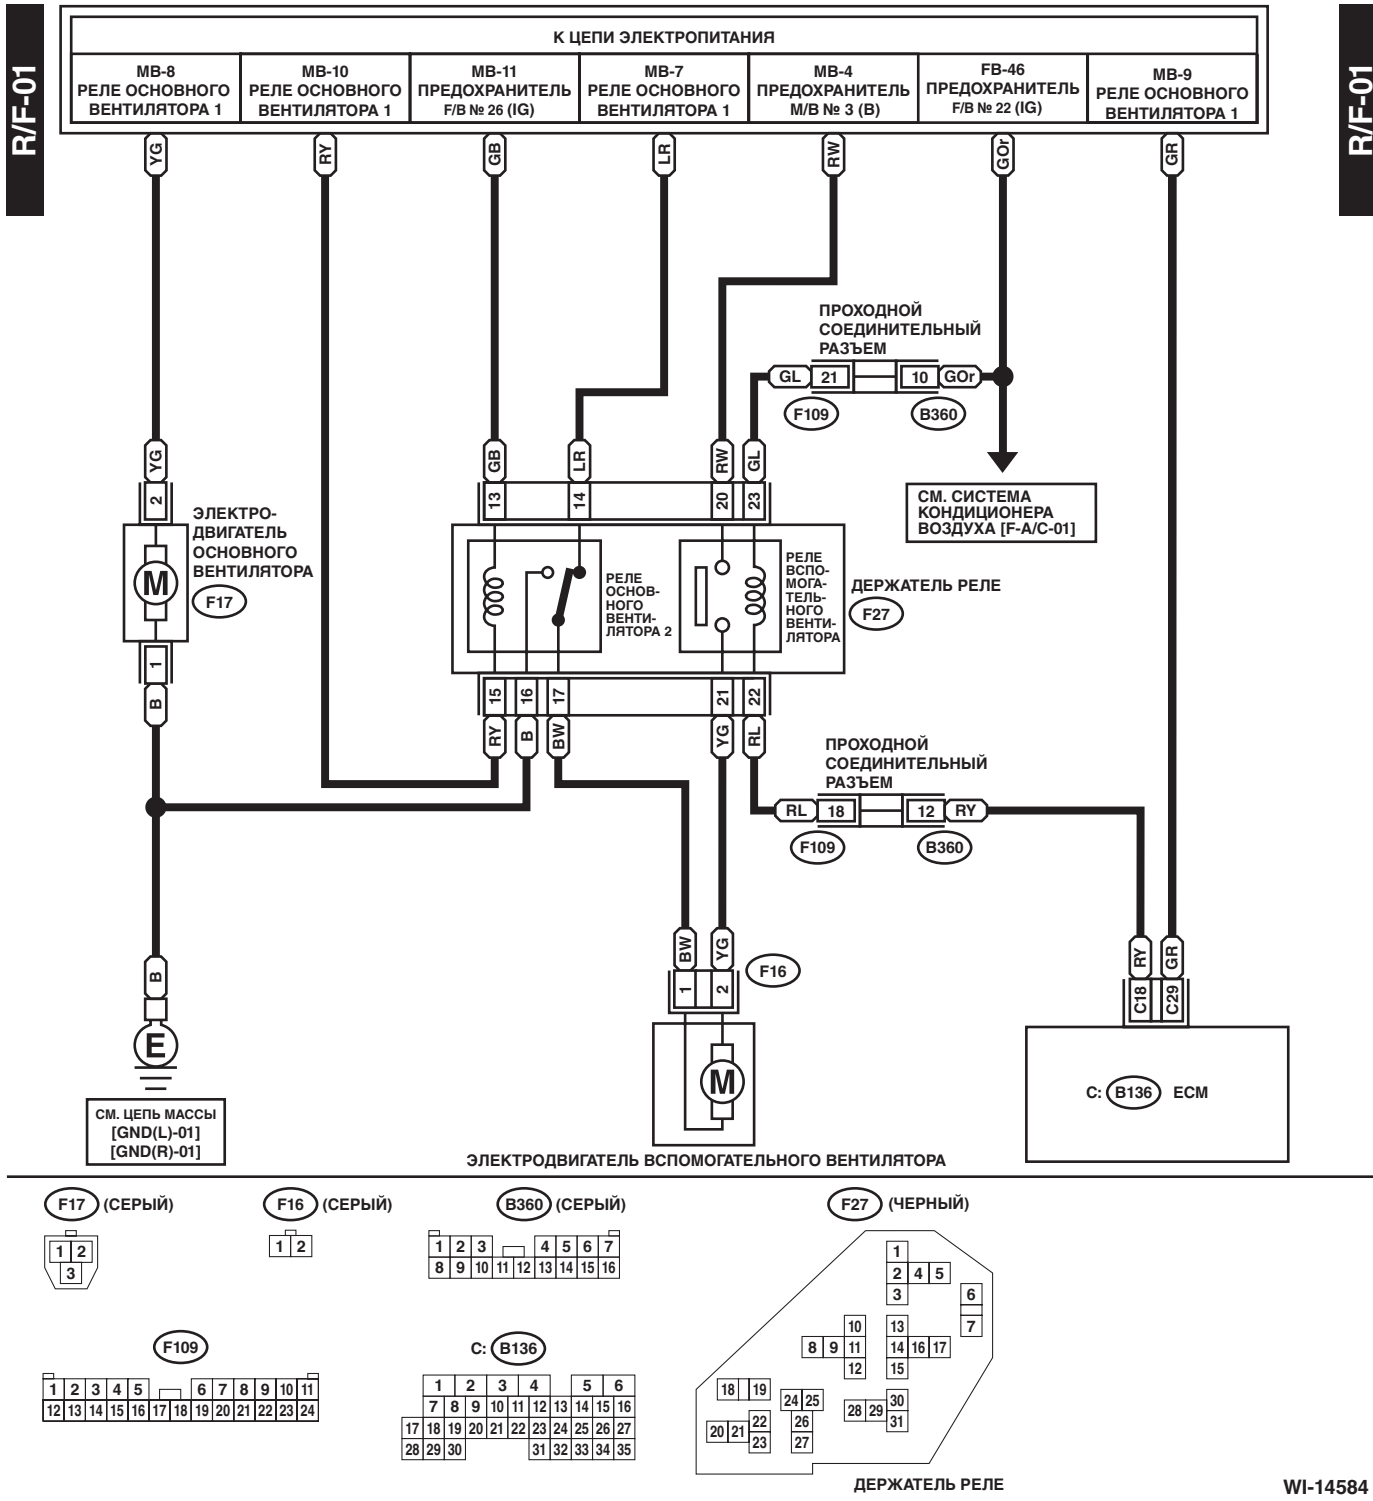 R/F-01
R/F-01
К ЦЕПИ ЭЛЕКТРОПИТАНИЯ
MB-8
РЕЛЕ ОСНОВНОГО
ВЕНТИЛЯТОРА 1
MB-10
РЕЛЕ ОСНОВНОГО
ВЕНТИЛЯТОРА 1
MB-11
ПРЕДОХРАНИТЕЛЬ
F/B № 26 (IG)
MB-7
РЕЛЕ ОСНОВНОГО
ВЕНТИЛЯТОРА 1
MB-4
ПРЕДОХРАНИТЕЛЬ
M/B № 3 (B)
FB-46
ПРЕДОХРАНИТЕЛЬ
F/B № 22 (IG)
MB-9
РЕЛЕ ОСНОВНОГО
ВЕНТИЛЯТОРА 1
YG
RY
GB
LR
RW
GOr
GR
ПРОХОДНОЙ
СОЕДИНИТЕЛЬНЫЙ
РАЗЪЕМ
GL 21 10 GOr
F109 B360
YG
GB
LR
RW
GL
2
13
14
20
23
СМ. СИСТЕМА
КОНДИЦИОНЕРА
ВОЗДУХА [F-A/C-01]
ЭЛЕКТРО-
ДВИГАТЕЛЬ
ОСНОВНОГО
ВЕНТИЛЯТОРА
M
F17
РЕЛЕ
ОСНОВ-
НОГО
ВЕНТИ-
ЛЯТОРА 2
РЕЛЕ
ВСПО-
МОГА-
ТЕЛЬ-
НОГО
ВЕНТИ-
ЛЯТОРА
ДЕРЖАТЕЛЬ РЕЛЕ
F27
1
15
16
17
21
22
B
RY
B
BW
YG
RL
ПРОХОДНОЙ
СОЕДИНИТЕЛЬНЫЙ
РАЗЪЕМ
RL 18 12 RY
F109 B360
B
BW
YG
F16
RY
GR
1
2
C18
C29
E
M
C: B136 ECM
СМ. ЦЕПЬ МАССЫ
[GND(L)-01]
[GND(R)-01]
ЭЛЕКТРОДВИГАТЕЛЬ ВСПОМОГАТЕЛЬНОГО ВЕНТИЛЯТОРА
F17 (СЕРЫЙ)
1 2
3
F16 (СЕРЫЙ)
1 2
B360 (СЕРЫЙ)
1 2 3 4 5 6 7
8 9 10 11 12 13 14 15 16
F27 (ЧЕРНЫЙ)
1
2 4 5
3
6
7
10
8 9 11
12
13
14 16 17
15
18 19
24 25
26
27
28 29
30
31
20 21
22
23
ДЕРЖАТЕЛЬ РЕЛЕ
F109
1 2 3 4 5 6 7 8 9 10 11
12 13 14 15 16 17 18 19 20 21 22 23 24
C: B136
1 2 3 4 5 6
7 8 9 10 11 12 13 14 15 16
17 18 19 20 21 22 23 24 25 26 27
28 29 30 31 32 33 34 35
WI-14584